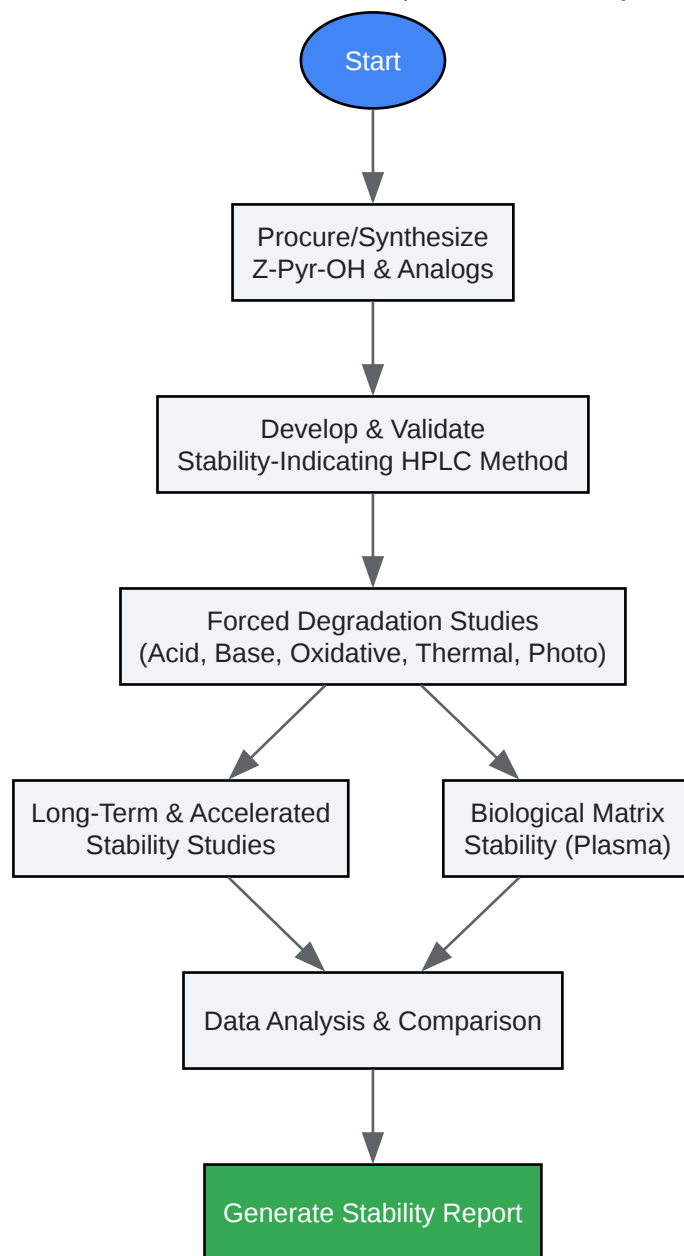 Start
Procure/Synthesize
Z-Pyr-OH & Analogs
Develop & Validate
Stability-Indicating HPLC Method
Forced Degradation Studies
(Acid, Base, Oxidative, Thermal, Photo)
Long-Term & Accelerated
Stability Studies
Biological Matrix
Stability (Plasma)
Data Analysis & Comparison
Generate Stability Report